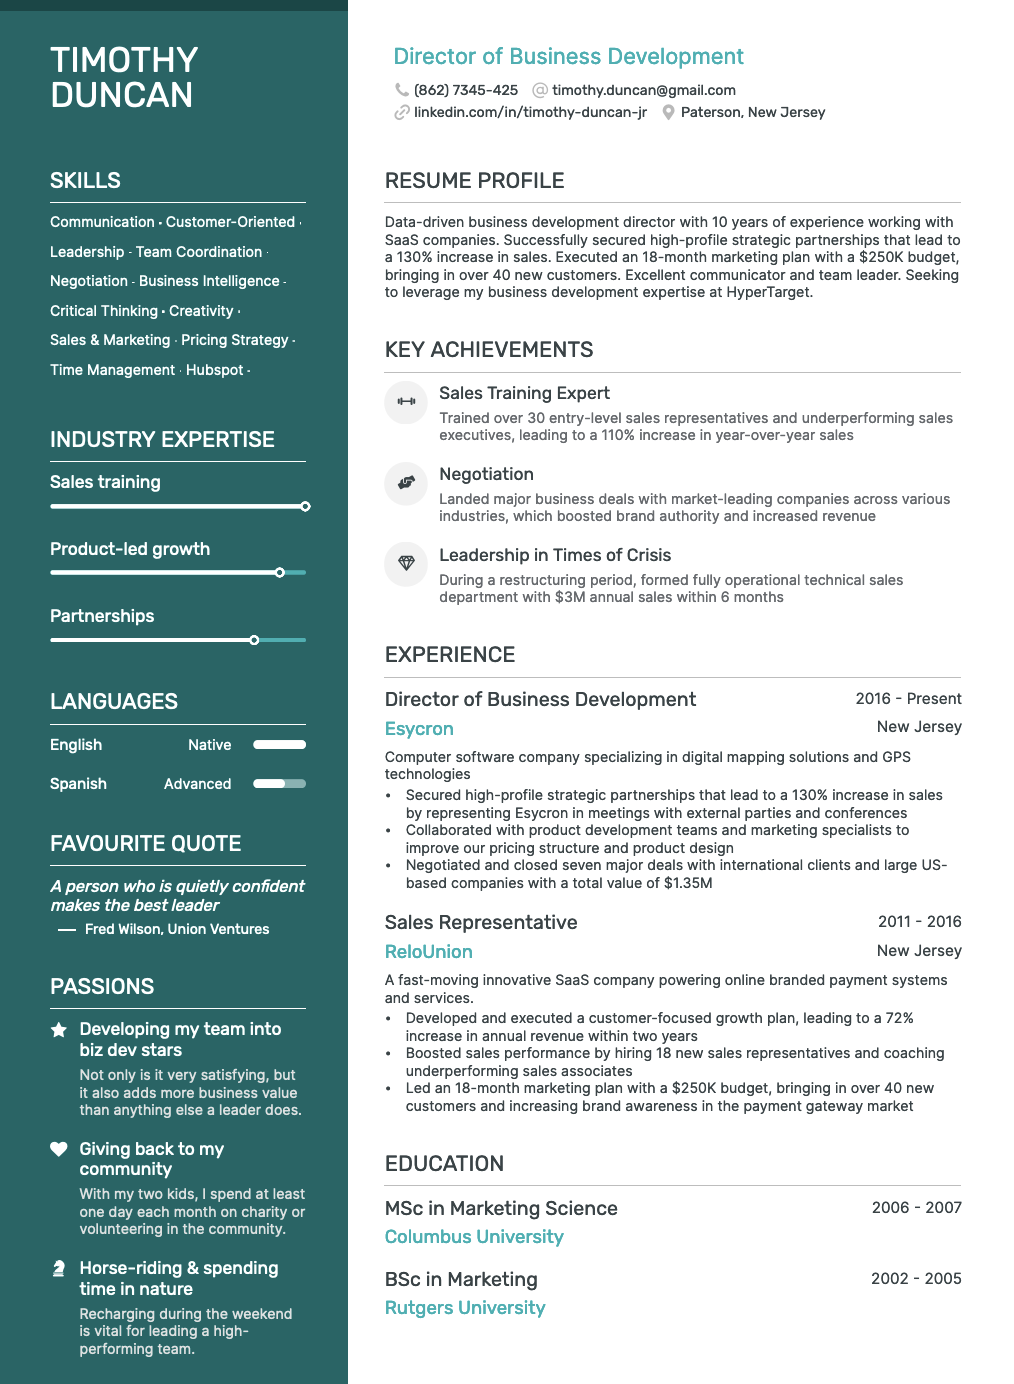 TIMOTHY
DUNCAN
SKILLS
Communication · Customer-Oriented ·
Leadership · Team Coordination ·
Negotiation · Business Intelligence ·
Critical Thinking · Creativity ·
Sales & Marketing · Pricing Strategy ·
Time Management · Hubspot ·
INDUSTRY EXPERTISE
Sales training
Product-led growth
Partnerships
LANGUAGES
English Native
Spanish Advanced
FAVOURITE QUOTE
A person who is quietly confident
makes the best leader
— Fred Wilson, Union Ventures
PASSIONS
Developing my team into
biz dev stars
Not only is it very satisfying, but
it also adds more business value
than anything else a leader does.
Giving back to my
community
With my two kids, I spend at least
one day each month on charity or
volunteering in the community.
Horse-riding & spending
time in nature
Recharging during the weekend
is vital for leading a high-
performing team.
Director of Business Development
(862) 7345-425 timothy.duncan@gmail.com
linkedin.com/in/timothy-duncan-jr Paterson, New Jersey
RESUME PROFILE
Data-driven business development director with 10 years of experience working with
SaaS companies. Successfully secured high-profile strategic partnerships that lead to
a 130% increase in sales. Executed an 18-month marketing plan with a $250K budget,
bringing in over 40 new customers. Excellent communicator and team leader. Seeking
to leverage my business development expertise at HyperTarget.
KEY ACHIEVEMENTS
Sales Training Expert
Trained over 30 entry-level sales representatives and underperforming sales
executives, leading to a 110% increase in year-over-year sales
Negotiation
Landed major business deals with market-leading companies across various
industries, which boosted brand authority and increased revenue
Leadership in Times of Crisis
During a restructuring period, formed fully operational technical sales
department with $3M annual sales within 6 months
EXPERIENCE
Director of Business Development 2016 - Present
Esycron New Jersey
Computer software company specializing in digital mapping solutions and GPS
technologies
• Secured high-profile strategic partnerships that lead to a 130% increase in sales
by representing Esycron in meetings with external parties and conferences
• Collaborated with product development teams and marketing specialists to
improve our pricing structure and product design
• Negotiated and closed seven major deals with international clients and large US-
based companies with a total value of $1.35M
Sales Representative 2011 - 2016
ReloUnion New Jersey
A fast-moving innovative SaaS company powering online branded payment systems
and services.
• Developed and executed a customer-focused growth plan, leading to a 72%
increase in annual revenue within two years
• Boosted sales performance by hiring 18 new sales representatives and coaching
underperforming sales associates
• Led an 18-month marketing plan with a $250K budget, bringing in over 40 new
customers and increasing brand awareness in the payment gateway market
EDUCATION
MSc in Marketing Science 2006 - 2007
Columbus University
BSc in Marketing 2002 - 2005
Rutgers University